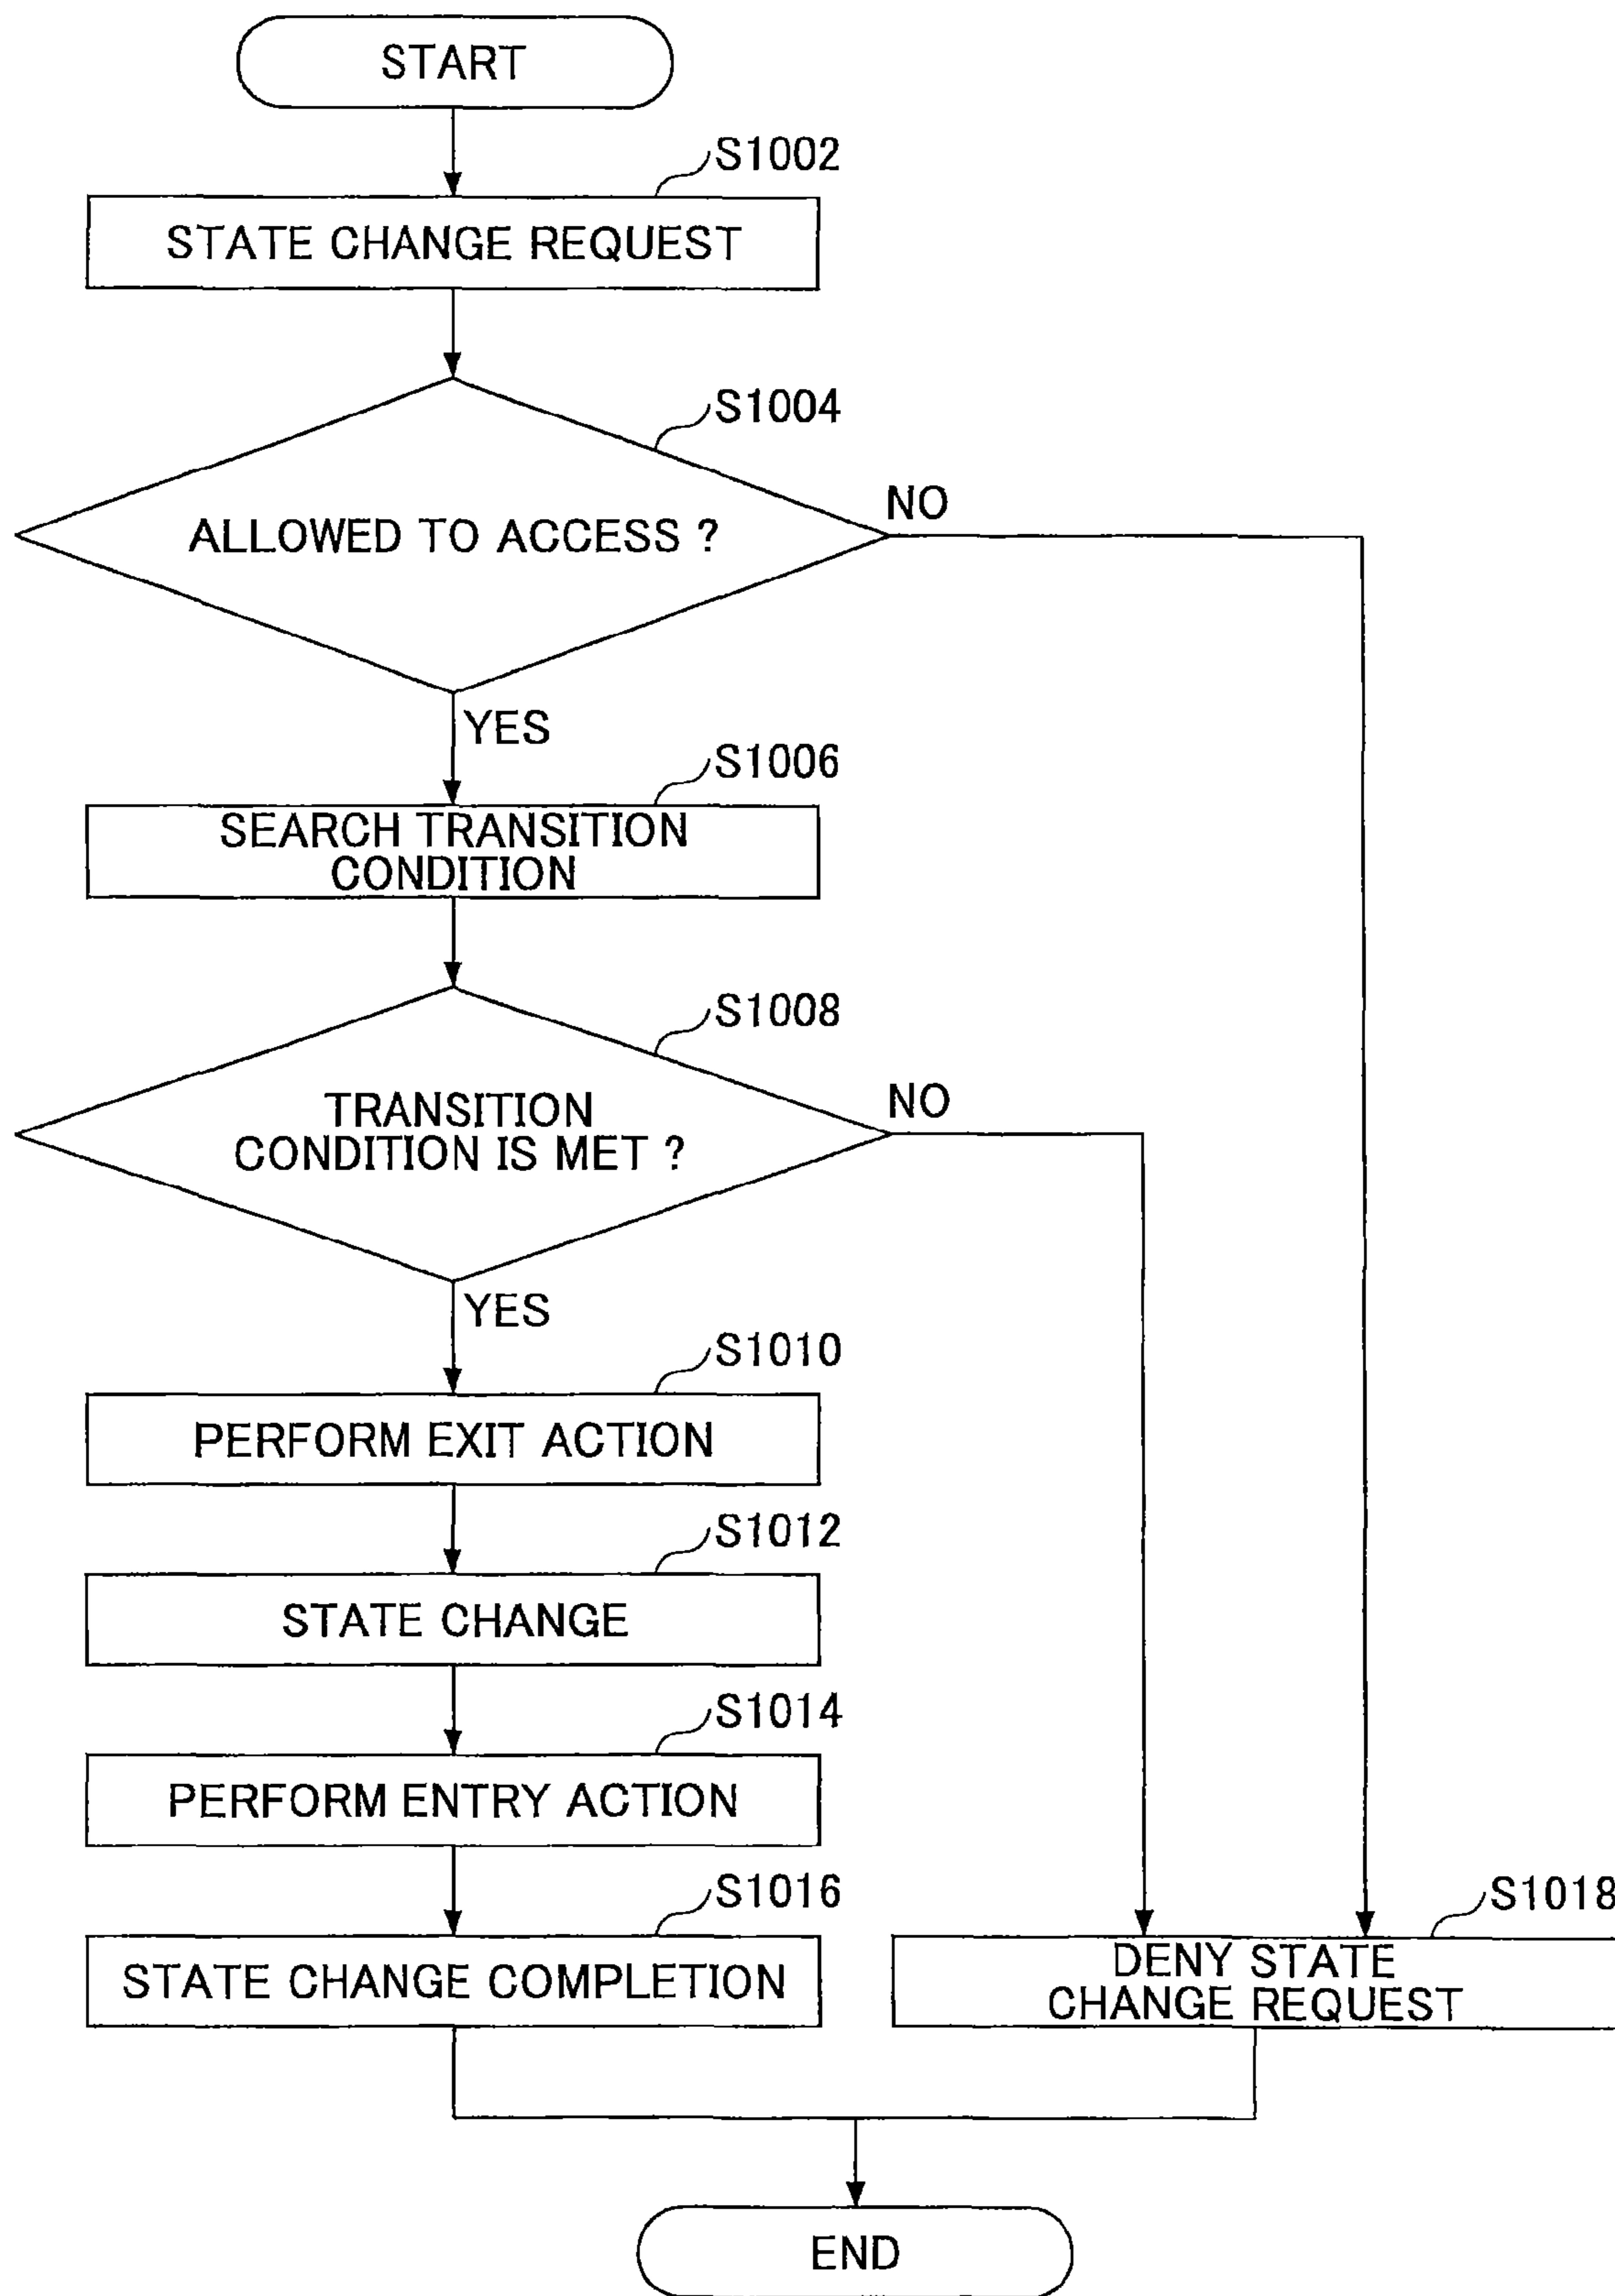 START
S1002
STATE CHANGE REQUEST
S1004
ALLOWED TO ACCESS ?
NO
YES
S1006
SEARCH TRANSITION
CONDITION
S1008
TRANSITION
CONDITION IS MET ?
NO
YES
S1010
PERFORM EXIT ACTION
S1012
STATE CHANGE
S1014
PERFORM ENTRY ACTION
S1016
STATE CHANGE COMPLETION
S1018
DENY STATE
CHANGE REQUEST
END